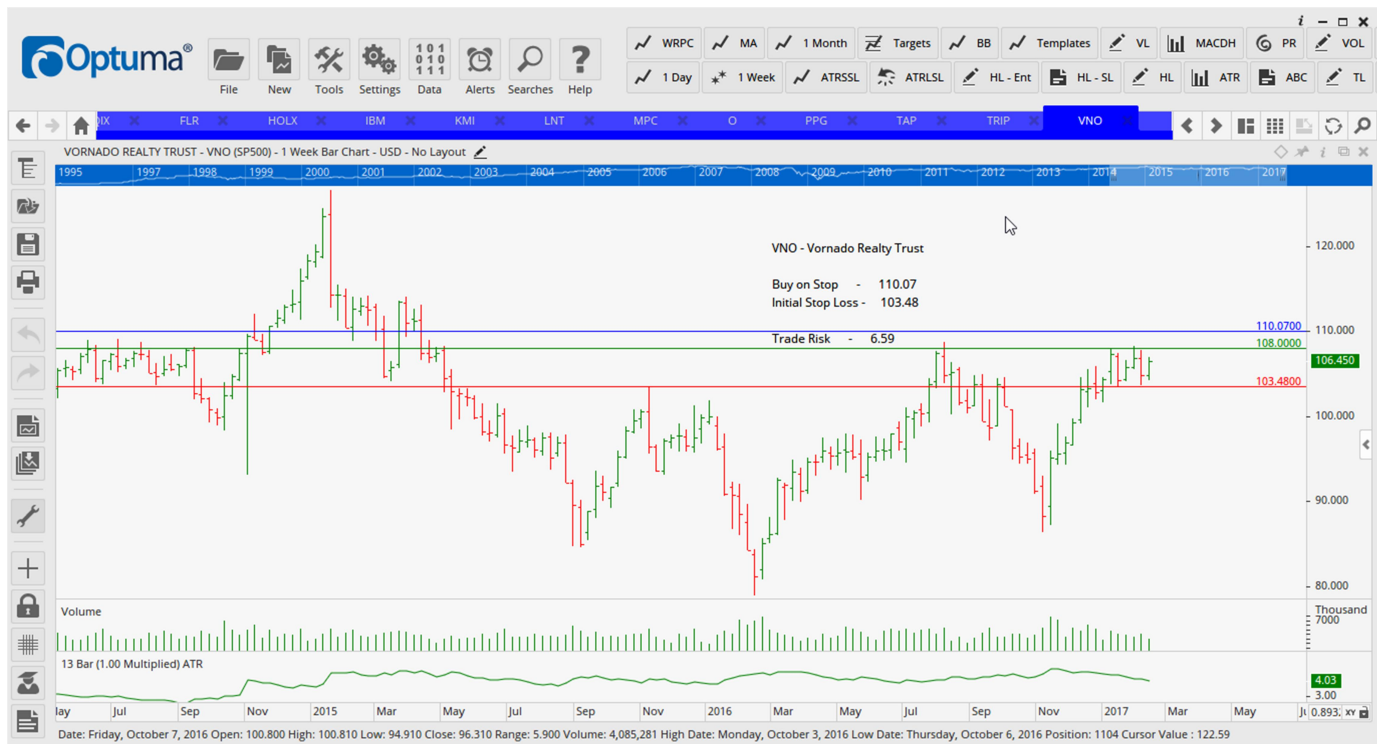 i
Optuma®
File New Tools Settings Data Alerts Searches Help
101
010
111
WRPC MA 1 Month Targets BB Templates VL MACDH PR VOL
1 Day 1 Week ATRSSL ATRLSL HL - Ent HL - SL HL ATR ABC TL
IX FLR HOLX IBM KMI LNT MPC O PPG TAP TRIP VNO
VORNADO REALTY TRUST - VNO (SP500) - 1 Week Bar Chart - USD - No Layout
1995 1997 1998 1999 2000 2001 2002 2003 2004 2005 2006 2007 2008 2009 2010 2011 2012 2013 2014 2015 2016 2017
VNO - Vornado Realty Trust
120.000
Buy on Stop - 110.07
Initial Stop Loss - 103.48
Trade Risk - 6.59
110.0700
110.000
108.0000
106.450
103.4800
100.000
90.000
80.000
Volume
Thousand
7000
13 Bar (1.00 Multiplied) ATR
4.03
3.00
lay Jul Sep Nov 2015 Mar May Jul Sep Nov 2016 Mar May Jul Sep Nov 2017 Mar May 0.893 XY
Date: Friday, October 7, 2016 Open: 100.800 High: 100.810 Low: 94.910 Close: 96.310 Range: 5.900 Volume: 4,085,281 High Date: Monday, October 3, 2016 Low Date: Thursday, October 6, 2016 Position: 1104 Cursor Value : 122.59